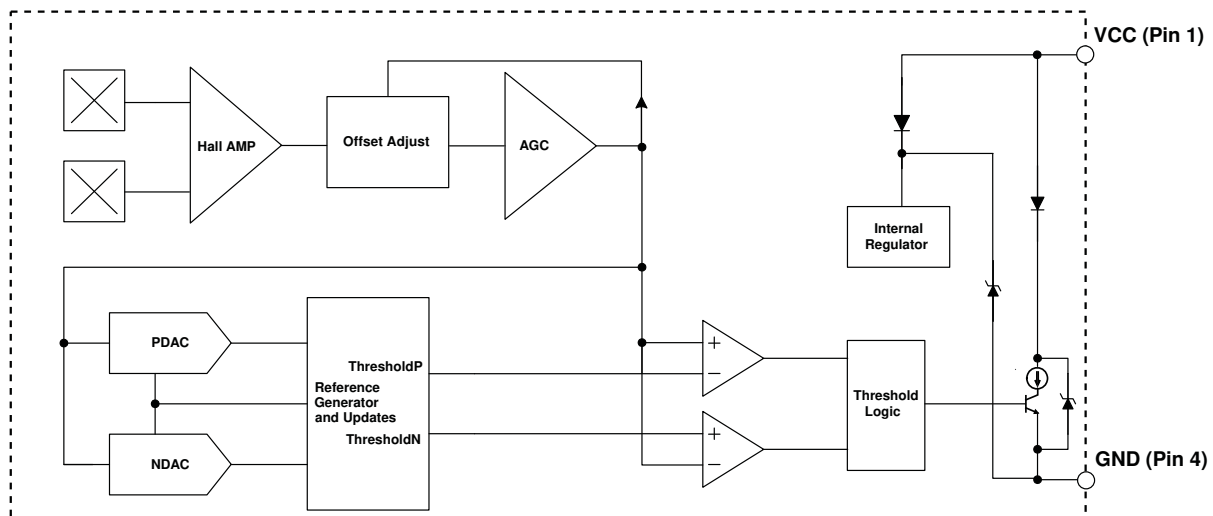 VCC (Pin 1)
Hall AMP
Offset Adjust
AGC
Internal
Regulator
PDAC
ThresholdP
Reference
Generator
and Updates
ThresholdN
NDAC
+
−
+
−
Threshold
Logic
GND (Pin 4)